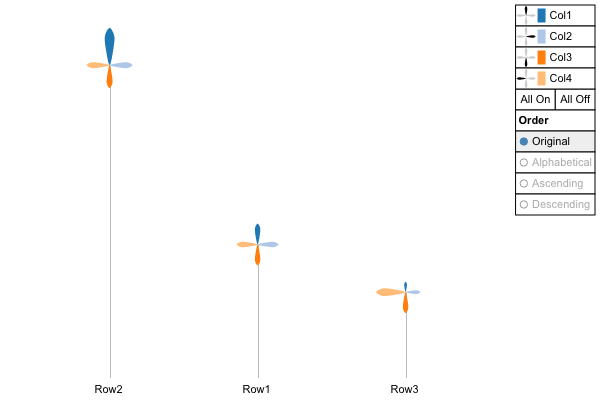 Col1
Col2
Col3
Col4
All On All Off
Order
Original
Alphabetical
Ascending
Descending
Row2 Row1 Row3